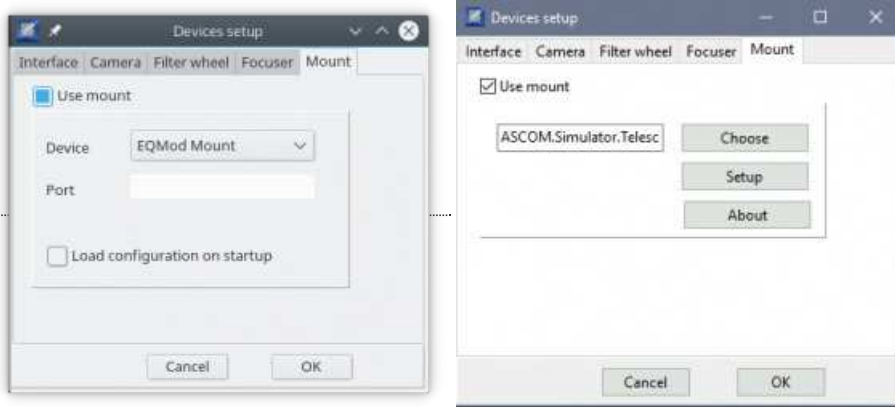 Devices setup
Interface Camera Filter wheel Focuser Mount
Use mount
Device EQMod Mount
Port
Load configuration on startup
Cancel OK
Devices setup
Interface Camera Filter wheel Focuser Mount
Use mount
ASCOM.Simulator.Telesc Choose
Setup
About
Cancel OK